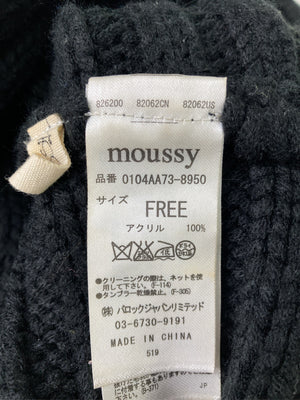 826200 82062CN 82062US
moussy
品番 0104AA73-8950
サイズ
FREE
アクリル 100%
●クリーニングの際は、ネットを使
用して下さい。(F-114)
●タンブラー乾燥禁止。(F-305)
(株)バロックジャパンリミテッド
03-6730-9191
MADE IN CHINA
519
JP